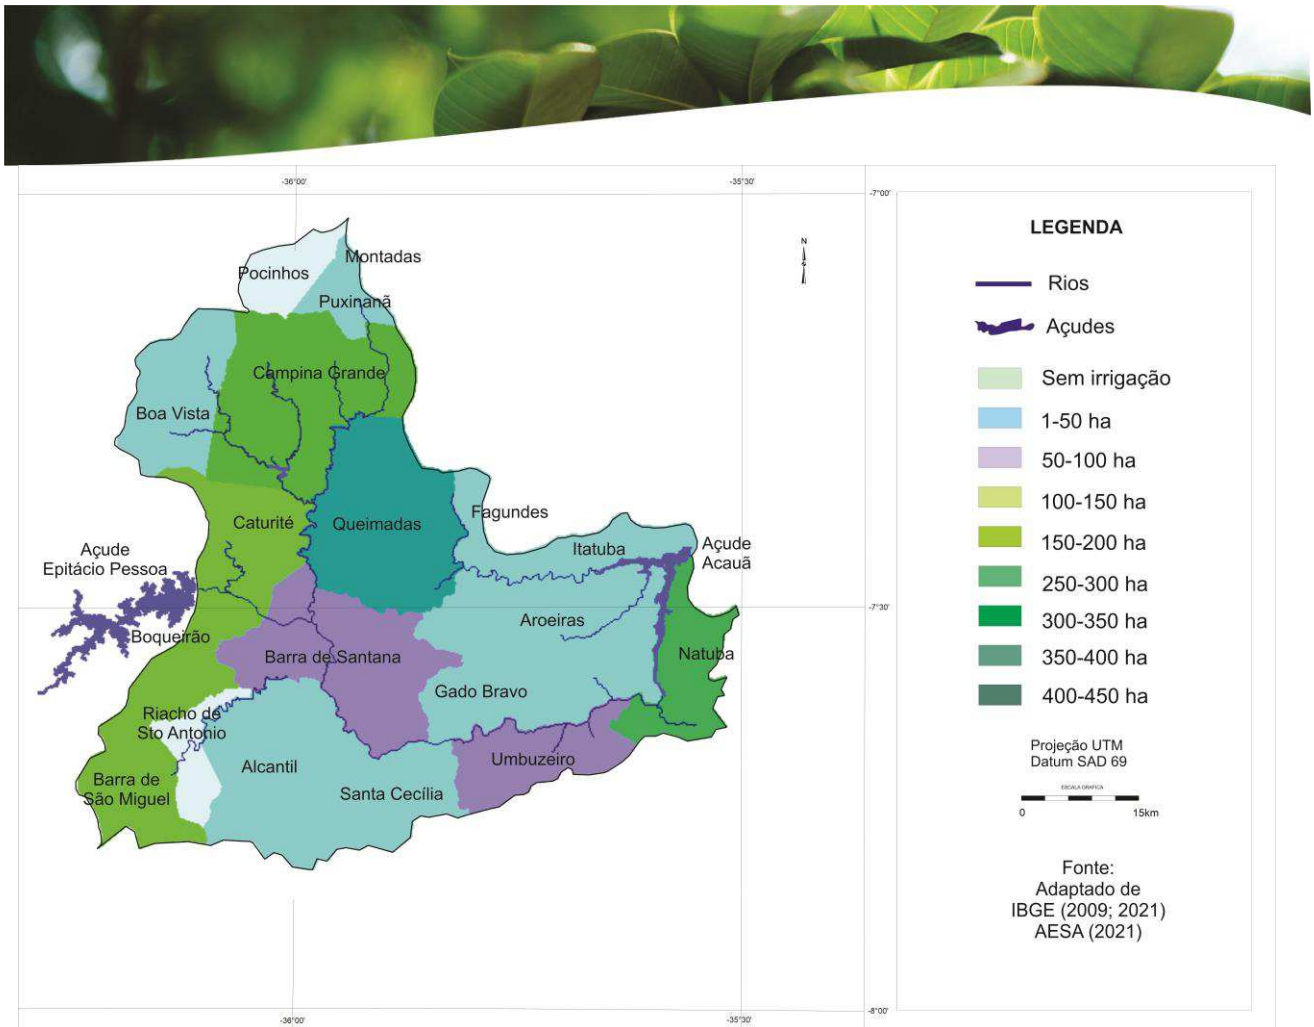 -36°00'
-35°30'
-7°00'
LEGENDA
N
Montadas
Pocinhos
Rios
Puxinanã
Açudes
Campina Grande
Sem irrigação
Boa Vista
1-50 ha
50-100 ha
100-150 ha
Fagundes
Caturité
Queimadas
150-200 ha
Açude
Epitácio Pessoa
Itatuba
Açude
Acauã
250-300 ha
-7°30'
Aroeiras
300-350 ha
Boqueirão
Barra de Santana
Natuba
350-400 ha
Gado Bravo
400-450 ha
Riacho de
Sto Antonio
Projeção UTM
Datum SAD 69
Umbuzeiro
Alcantil
Barra de
São Miguel
Santa Cecília
ESCALA GRAFICA
0 15km
Fonte:
Adaptado de
IBGE (2009; 2021)
AESA (2021)
-36°00'
-35°30'
-8°00'